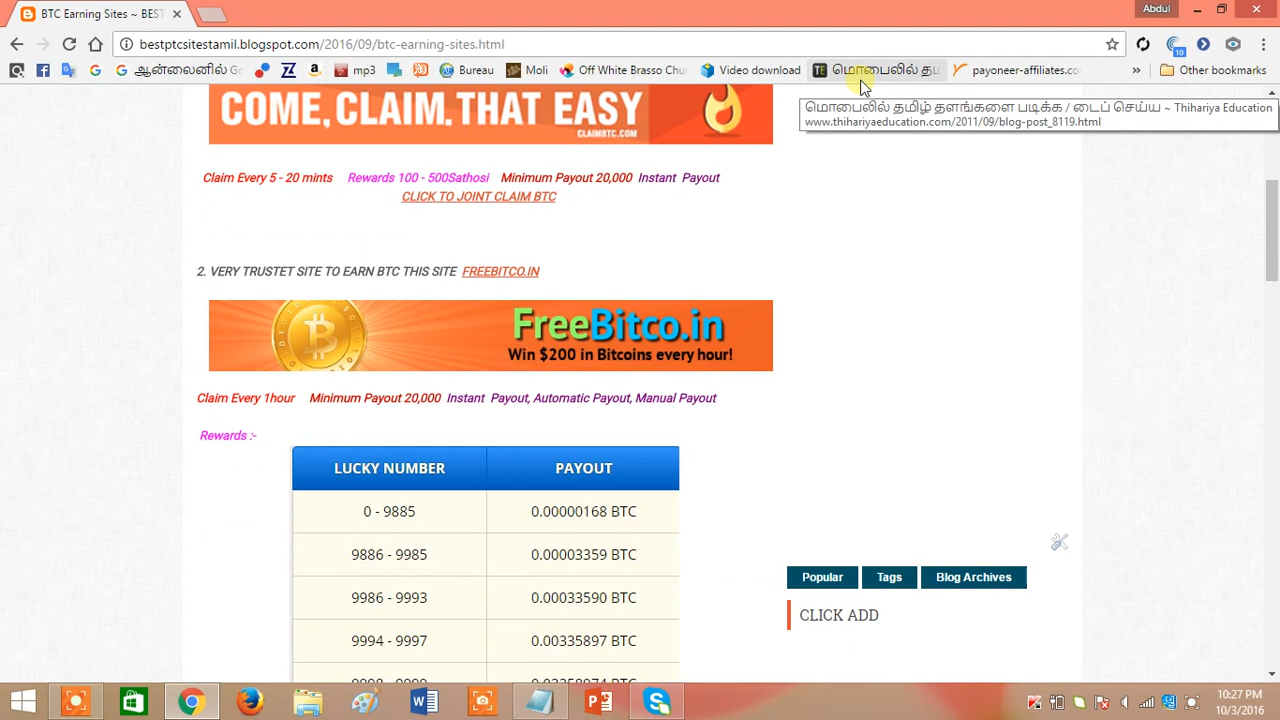 BTC Earning Sites ~ BES
Abdul
bestptcsitestamil.blogspot.com/2016/09/btc-earning-sites.html
10
ஆன்லைனில்
mp3
Bureau
Moli
Off White Brasso Chur
Video download
TE மொபைலில் தமி
payoneer-affiliates.co
»
Other bookmarks
மொபைலில் தமிழ் தளங்களை படிக்க / டைப் செய்ய ~ Thihariya Education
www.thihariyaeducation.com/2011/09/blog-post_8119.html
COME, CLAIM. THAT EASY
CLAIMBTC.COM
Claim Every 5 - 20 mints Rewards 100 - 500Sathosi Minimum Payout 20,000 Instant Payout
CLICK TO JOINT CLAIM BTC
2. VERY TRUSTET SITE TO EARN BTC THIS SITE FREEBITCO.IN
FreeBitco.in
Win $200 in Bitcoins every hour!
Claim Every 1hour Minimum Payout 20,000 Instant Payout, Automatic Payout, Manual Payout
Rewards :-
LUCKY NUMBER PAYOUT
0 - 9885 0.00000168 BTC
9886 - 9985 0.00003359 BTC
9986 - 9993 0.00033590 BTC
9994 - 9997 0.00335897 BTC
Popular Tags Blog Archives
CLICK ADD
10:27 PM
10/3/2016